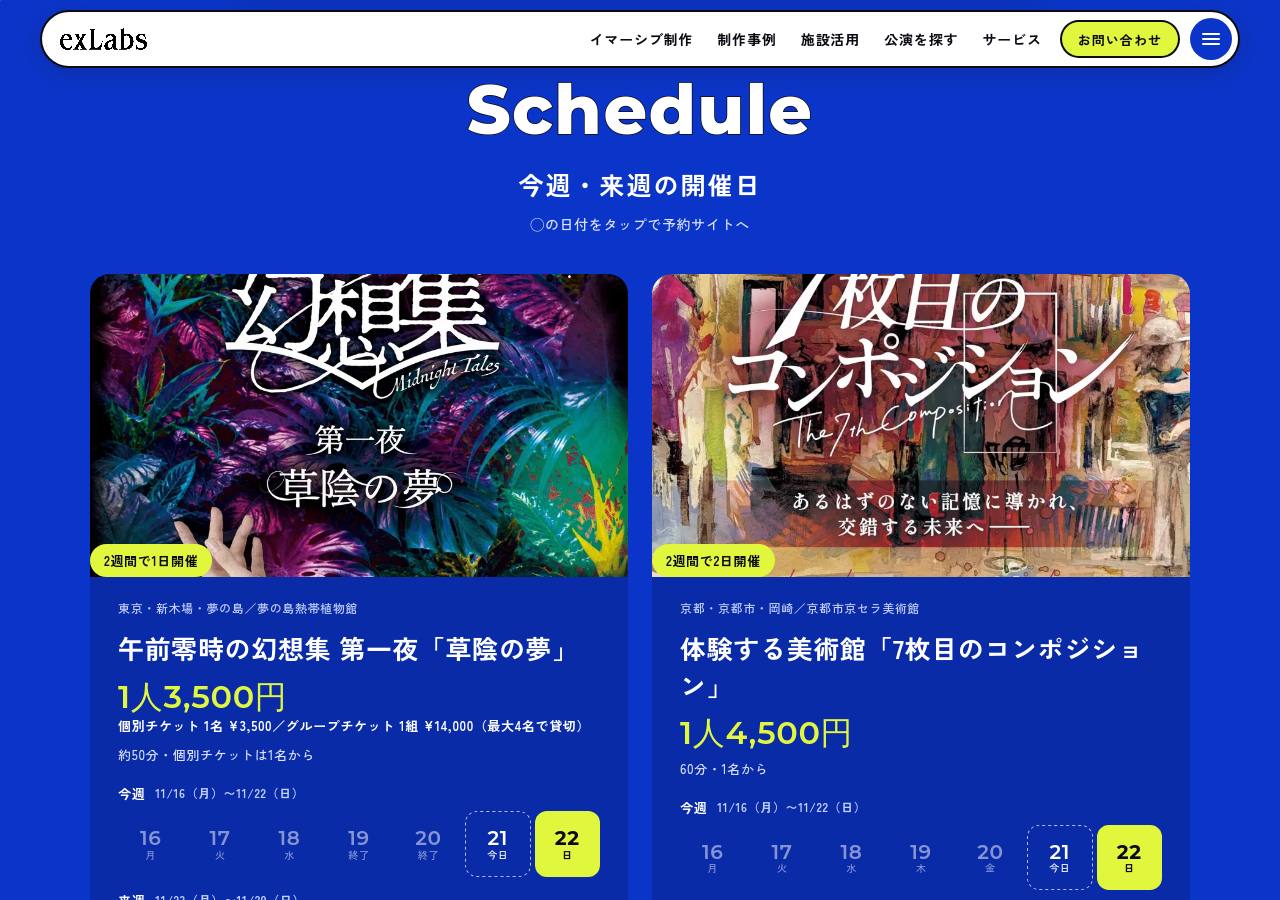 exLabs
イマーシブ制作 制作事例 施設活用 公演を探す サービス お問い合わせ
Schedule
今週・来週の開催日
◯の日付をタップで予約サイトへ
幻想集
Midnight Tales
第一夜
草陰の夢
2週間で1日開催
東京・新木場・夢の島／夢の島熱帯植物館
午前零時の幻想集 第一夜「草陰の夢」
1人3,500円
個別チケット 1名 ¥3,500／グループチケット 1組 ¥14,000（最大4名で貸切）
約50分・個別チケットは1名から
今週 11/16（月）〜11/22（日）
16 17 18 19 20 21 22
月 火 水 終了 終了 今日 日
来週 11/23（月）〜11/29（日）
7枚目の
コンポジション
The 7th Composition
あるはずのない記憶に導かれ、
交錯する未来へ──
2週間で2日開催
京都・京都市・岡崎／京都市京セラ美術館
体験する美術館「7枚目のコンポジショ
ン」
1人4,500円
60分・1名から
今週 11/16（月）〜11/22（日）
16 17 18 19 20 21 22
月 火 水 木 金 今日 日